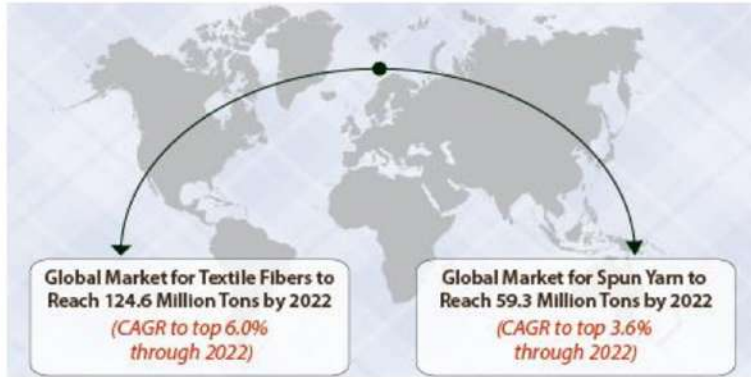 Global Market for Textile Fibers to
Reach 124.6 Million Tons by 2022
(CAGR to top 6.0%
through 2022)
Global Market for Spun Yarn to
Reach 59.3 Million Tons by 2022
(CAGR to top 3.6%
through 2022)